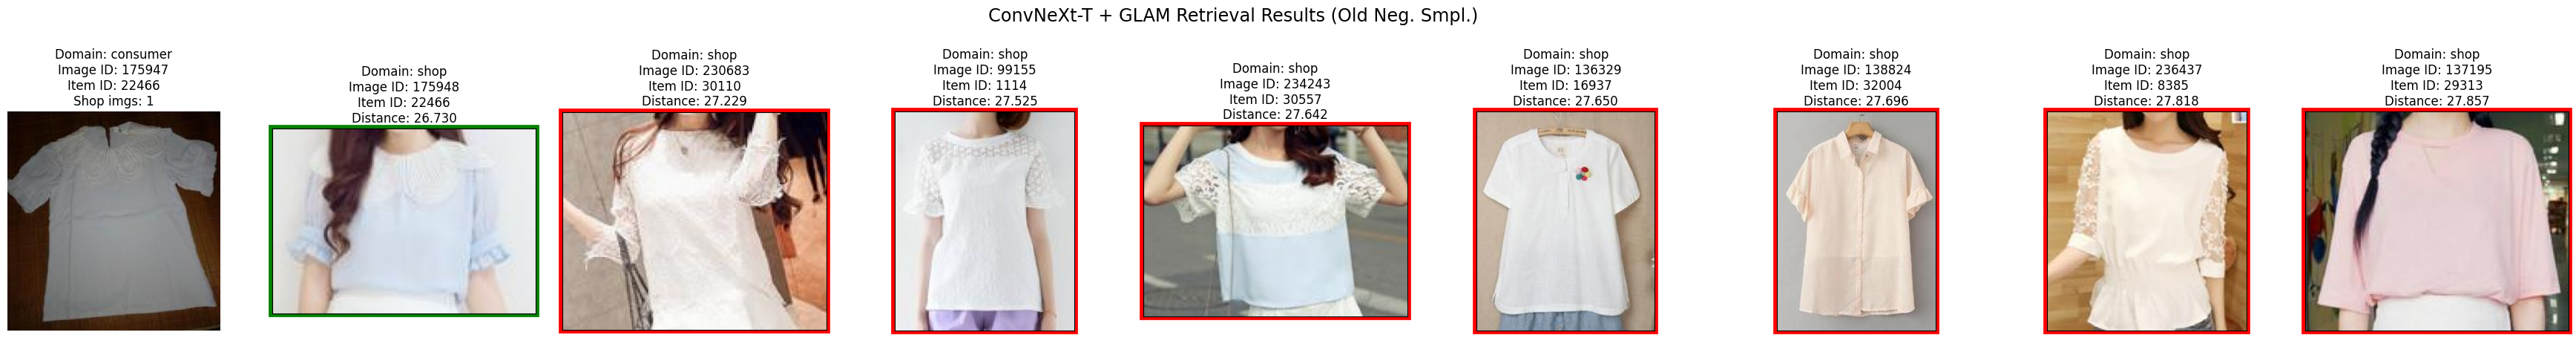 ConvNeXt-T + GLAM Retrieval Results (Old Neg. Smpl.)
Domain: consumer
Image ID: 175947
Item ID: 22466
Shop imgs: 1
Domain: shop
Image ID: 175948
Item ID: 22466
Distance: 26.730
Domain: shop
Image ID: 230683
Item ID: 30110
Distance: 27.229
Domain: shop
Image ID: 99155
Item ID: 1114
Distance: 27.525
Domain: shop
Image ID: 234243
Item ID: 30557
Distance: 27.642
Domain: shop
Image ID: 136329
Item ID: 16937
Distance: 27.650
Domain: shop
Image ID: 138824
Item ID: 32004
Distance: 27.696
Domain: shop
Image ID: 236437
Item ID: 8385
Distance: 27.818
Domain: shop
Image ID: 137195
Item ID: 29313
Distance: 27.857